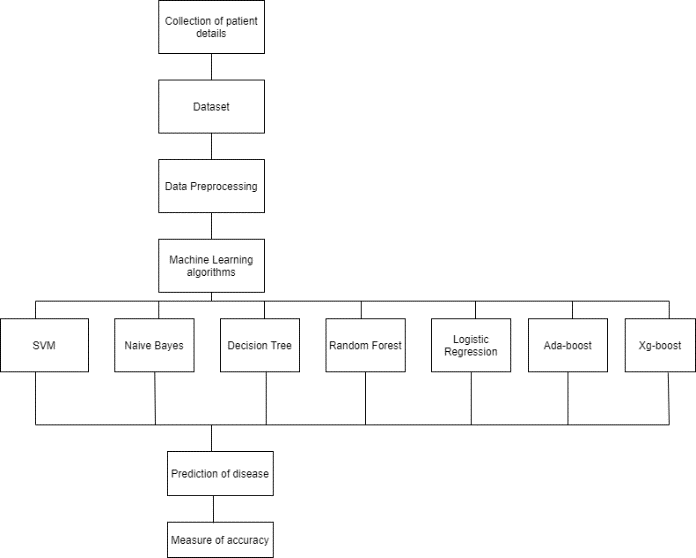 Collection of patient
details
Dataset
Data Preprocessing
Machine Learning
algorithms
SVM
Naive Bayes
Decision Tree
Random Forest
Logistic
Regression
Ada-boost
Xg-boost
Prediction of disease
Measure of accuracy